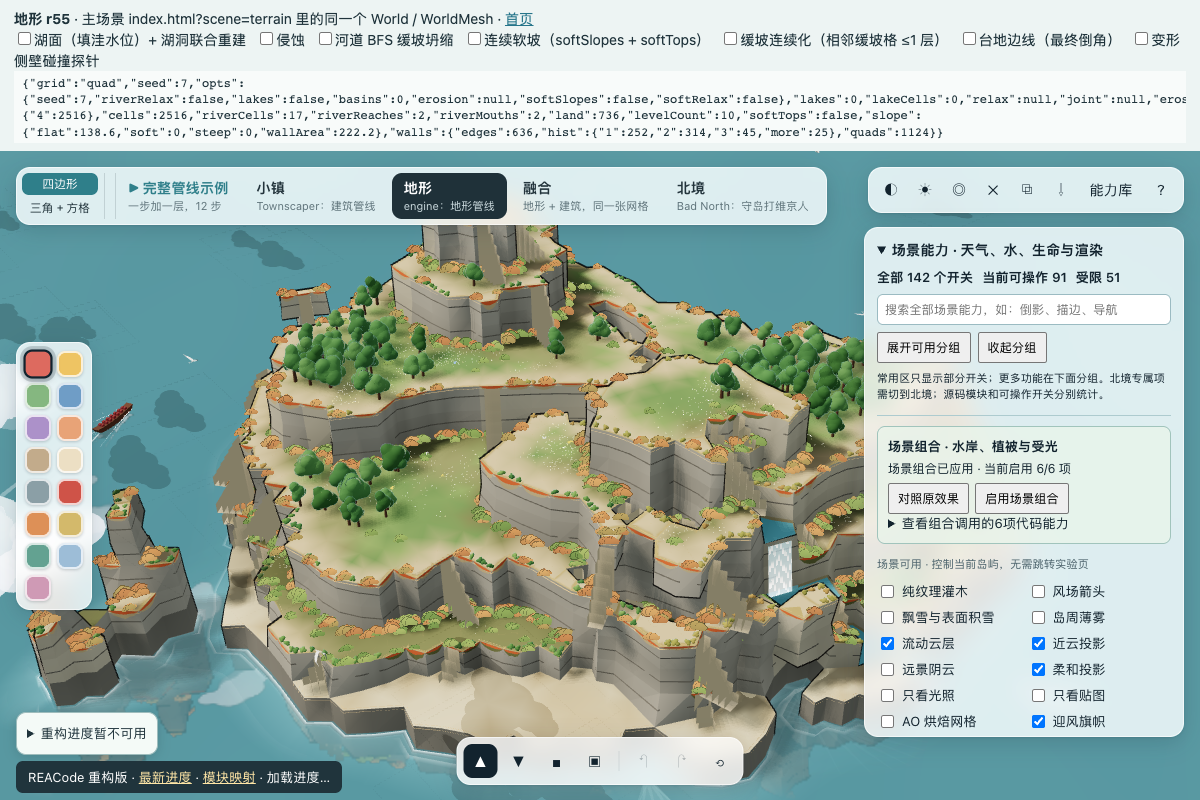 地形 r55 · 主场景 index.html?scene=terrain 里的同一个 World / WorldMesh · 首页
湖面（填洼水位）+ 湖洞联合重建 侵蚀 河道 BFS 缓坡坍缩 连续软坡（softSlopes + softTops） 缓坡连续化（相邻缓坡格 ≤1 层） 台地边线（最终倒角） 变形
侧壁碰撞探针
{"grid":"quad","seed":7,"opts":
{"seed":7,"riverRelax":false,"lakes":false,"basins":0,"erosion":null,"softSlopes":false,"softRelax":false},"lakes":0,"lakeCells":0,"relax":null,"joint":null,"eros
{"4":2516},"cells":2516,"riverCells":17,"riverReaches":2,"riverMouths":2,"land":736,"levelCount":10,"softTops":false,"slope":
{"flat":138.6,"soft":0,"steep":0,"wallArea":222.2},"walls":{"edges":636,"hist":{"1":252,"2":314,"3":45,"more":25},"quads":1124}}
四边形
三角 + 方格
▶ 完整管线示例
一步加一层，12 步
小镇
Townscaper：建筑管线
地形
engine：地形管线
融合
地形 + 建筑，同一张网格
北境
Bad North：守岛打维京人
能力库 ?
▼ 场景能力 · 天气、水、生命与渲染
全部 142 个开关 当前可操作 91 受限 51
搜索全部场景能力，如：倒影、描边、导航
展开可用分组 收起分组
常用区只显示部分开关；更多功能在下面分组。北境专属项
需切到北境；源码模块和可操作开关分别统计。
场景组合 · 水岸、植被与受光
场景组合已应用 · 当前启用 6/6 项
对照原效果 启用场景组合
▶ 查看组合调用的6项代码能力
场景可用 · 控制当前岛屿，无需跳转实验页
纯纹理灌木 风场箭头
飘雪与表面积雪 岛周薄雾
流动云层 近云投影
远景阴云 柔和投影
只看光照 只看贴图
AO 烘焙网格 迎风旗帜
▶ 重构进度暂不可用
REACode 重构版 · 最新进度 · 模块映射 · 加载进度...